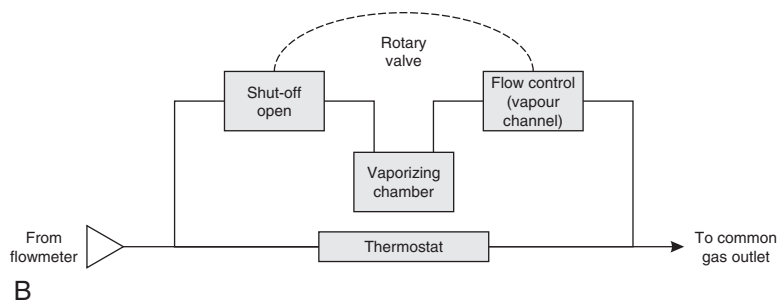 Rotary
valve
Shut-off
open
Flow control
(vapour
channel)
Vaporizing
chamber
From
flowmeter
Thermostat
To common
gas outlet
B